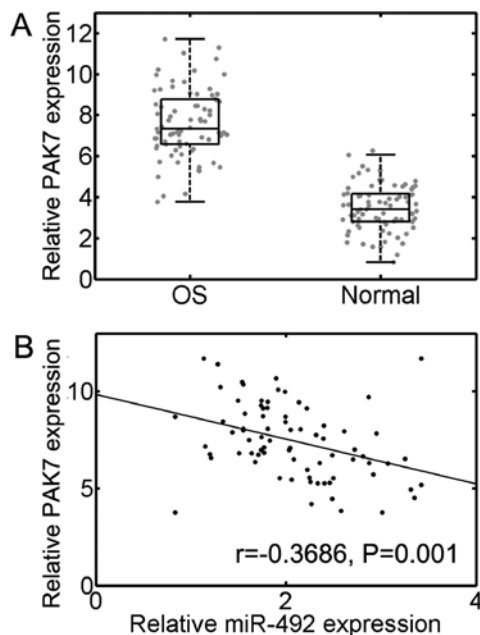 A
Relative PAK7 expression
12
10
8
6
4
2
0
OS
Normal
B
Relative PAK7 expression
10
5
0
r=-0.3686, P=0.001
0
2
4
Relative miR-492 expression